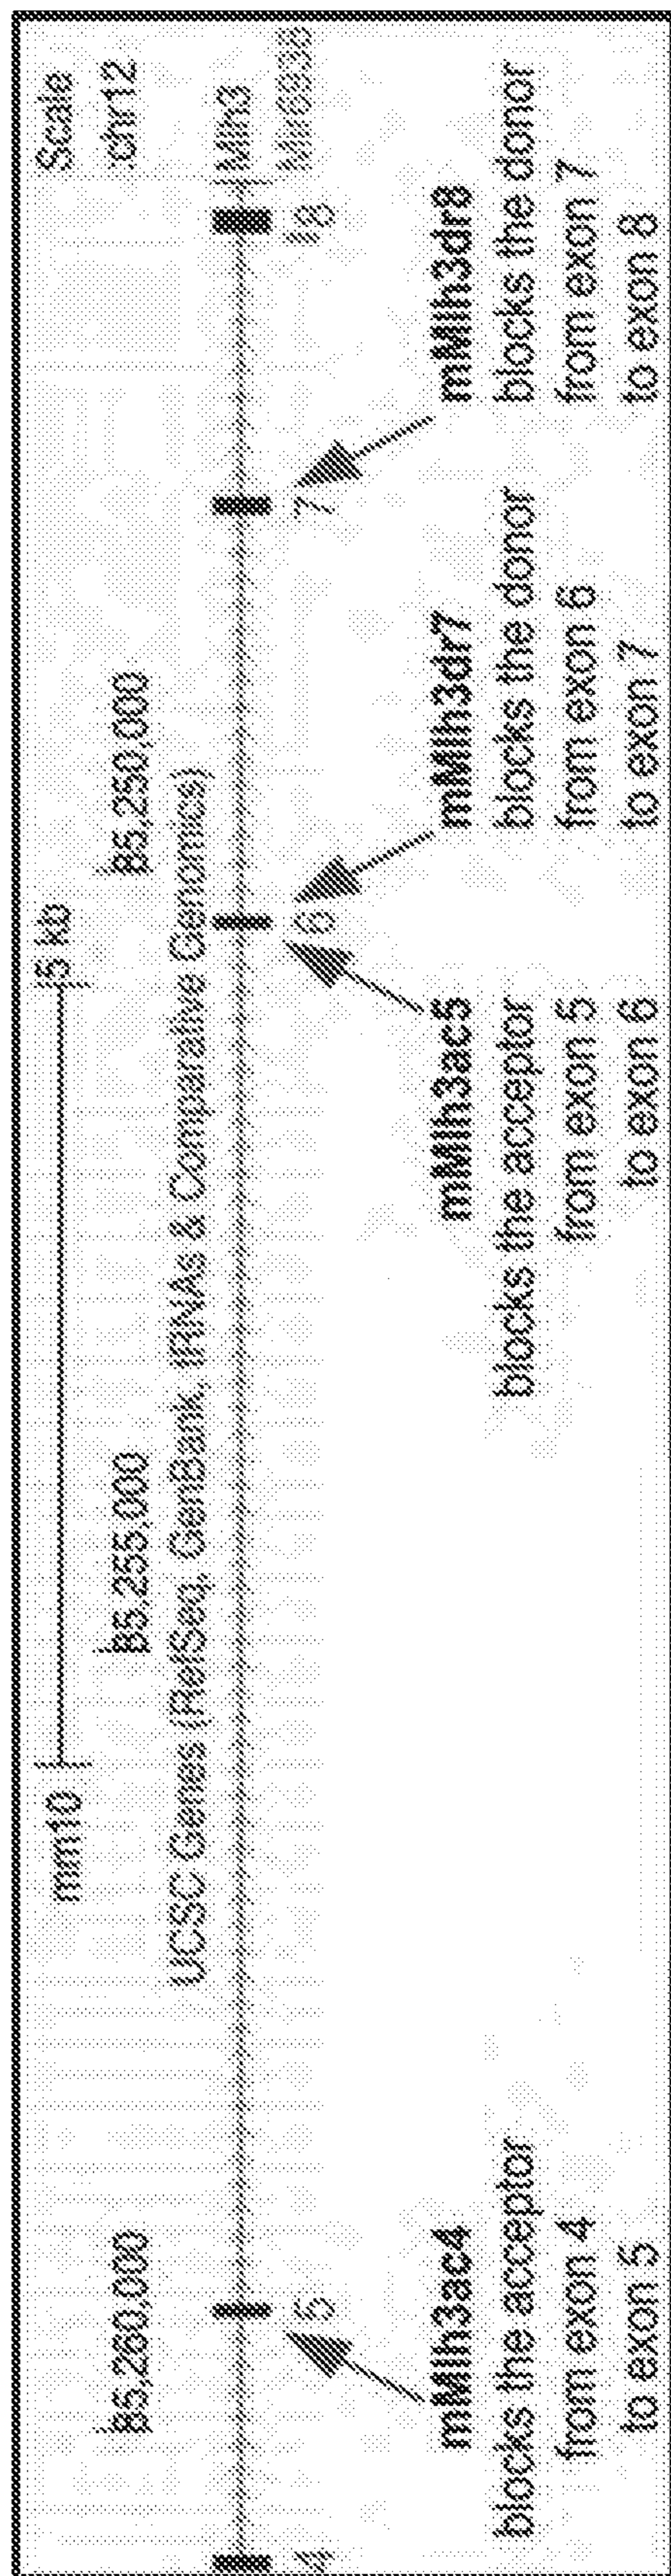 mm10 5 kb Scale
85,260,000 85,255,000 85,250,000 chr12
UCSC Genes (RefSeq, GenBank, tRNAs & Comparative Genomics)
Mlh3
4 5 6 7 8
mMlh3ac4
blocks the acceptor
from exon 4
to exon 5
mMlh3ac5
blocks the acceptor
from exon 5
to exon 6
mMlh3dr7
blocks the donor
from exon 6
to exon 7
mMlh3dr8
blocks the donor
from exon 7
to exon 8